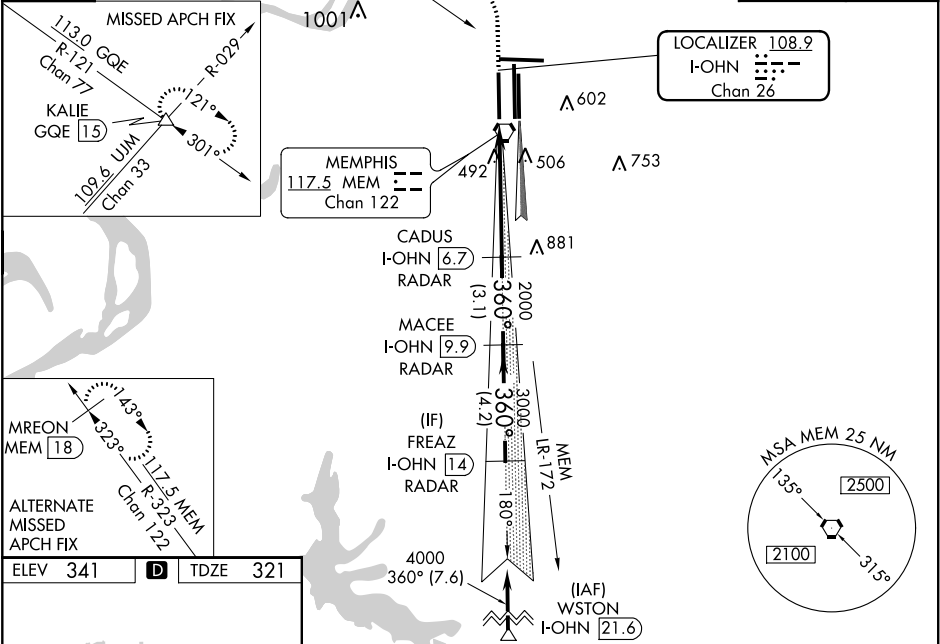 MISSED APCH FIX
113.0 GQE
R-121
Chan 77
R-029
KALIE
GQE 15
121°
301°
109.6 UJM
Chan 33
1001
LOCALIZER 108.9
I-OHN
Chan 26
602
MEMPHIS
117.5 MEM
Chan 122
492
506
753
CADUS
I-OHN 6.7
RADAR
881
360°
(3.1)
2000
MACEE
I-OHN 9.9
RADAR
360°
(4.2)
3000
(IF)
FREAZ
I-OHN 14
RADAR
MEM
LR-172
180°
4000
360° (7.6)
(IAF)
WSTON
I-OHN 21.6
MREON
MEM 18
143°
323°
117.5 MEM
R-323
Chan 122
ALTERNATE
MISSED
APCH FIX
MSA MEM 25 NM
135°
2500
2100
315°
ELEV 341 D TDZE 321